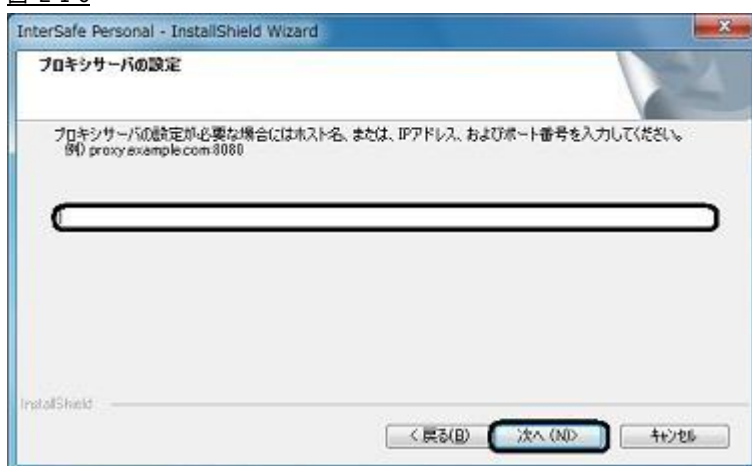 InterSafe Personal - InstallShield Wizard
プロキシサーバの設定
プロキシサーバの設定が必要な場合にはホスト名、または、IPアドレス、およびポート番号を入力してください。
例) proxy.example.com:8080
InstallShield
< 戻る(B)
次へ (N)>
キャンセル